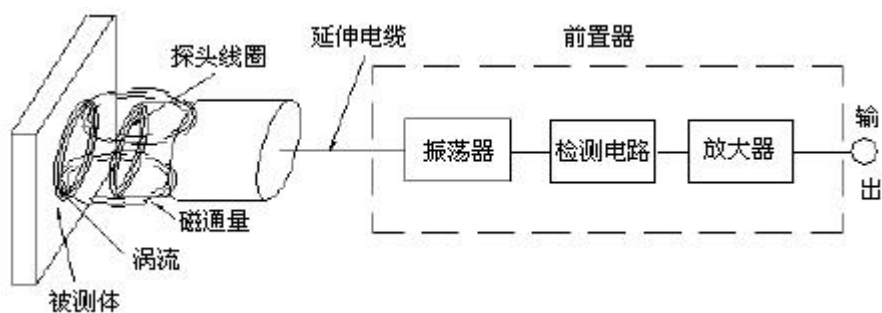 延伸电缆
前置器
探头线圈
振荡器
检测电路
放大器
输
出
磁通量
涡流
被测体